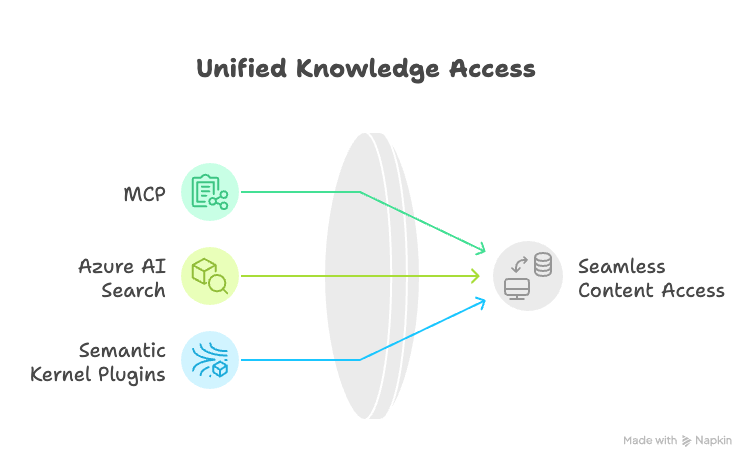 Unified Knowledge Access
MCP
Azure AI
Search
Semantic
Kernel Plugins
Seamless
Content Access
Made with Napkin